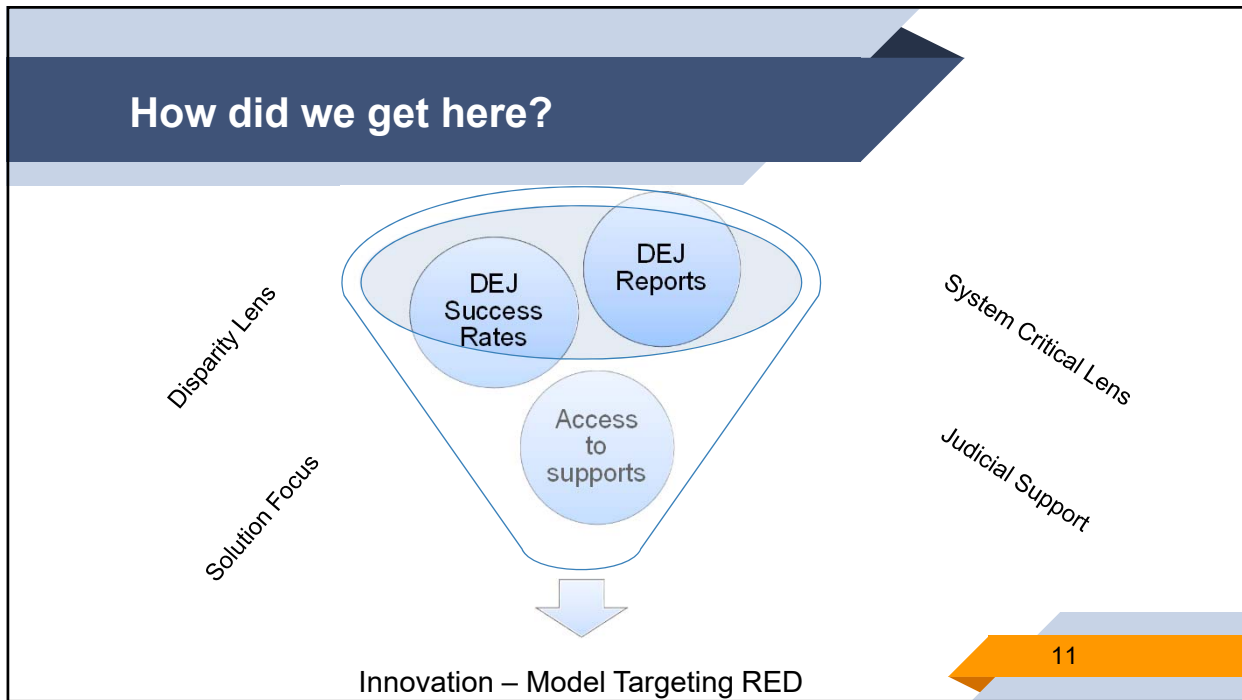 How did we get here?
DEJ
Success
Rates
DEJ
Reports
Access
to
supports
Disparity Lens
Solution Focus
System Critical Lens
Judicial Support
Innovation – Model Targeting RED
11